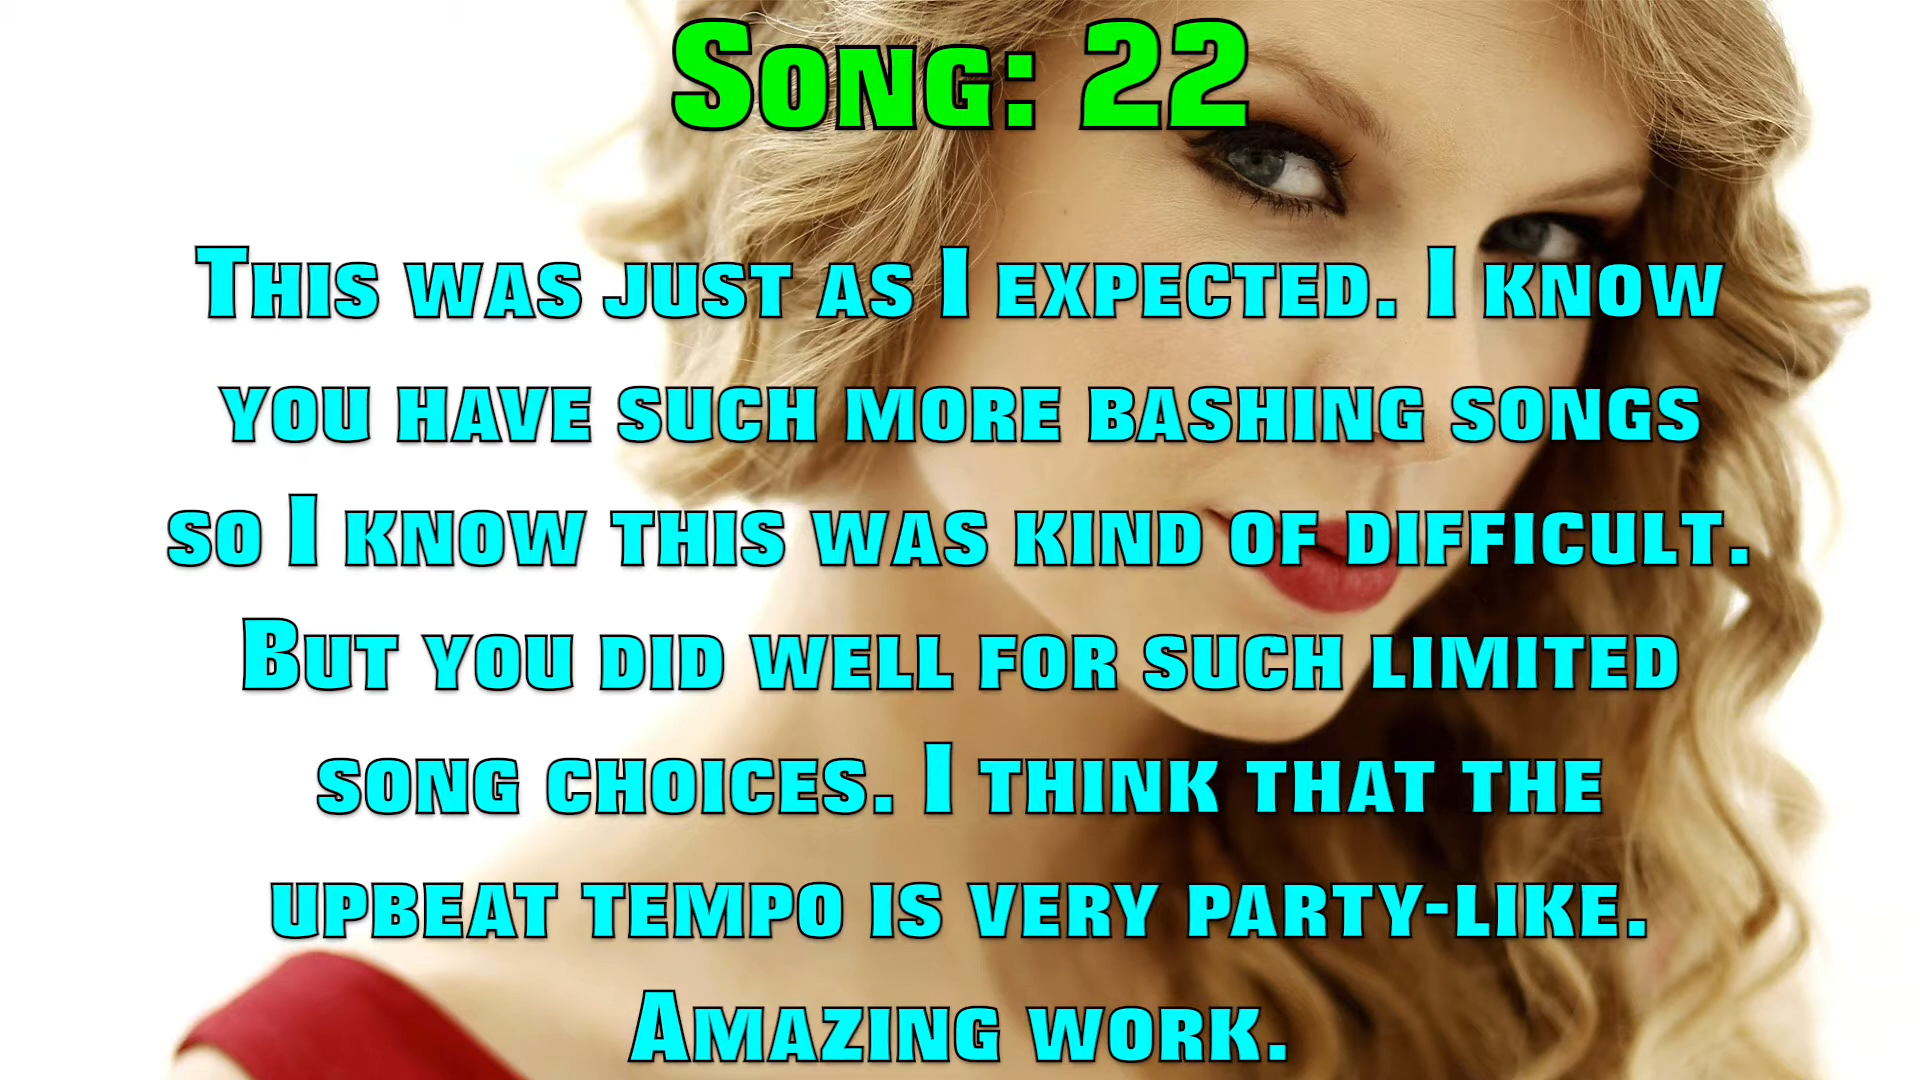 Song: 22
This was just as I expected. I know
you have such more bashing songs
so I know this was kind of difficult.
But you did well for such limited
song choices. I think that the
upbeat tempo is very party-like.
Amazing work.